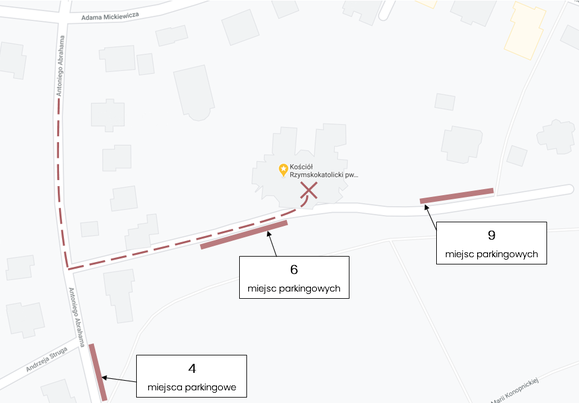 Adama Mickiewicza
Antoniego Abrahama
Kościół
Rzymskokatolicki pw...
9
miejsc parkingowych
6
miejsc parkingowych
Antoniego Abrahama
Andrzeja Struga
4
miejsca parkingowe
Marii Konopnickiej